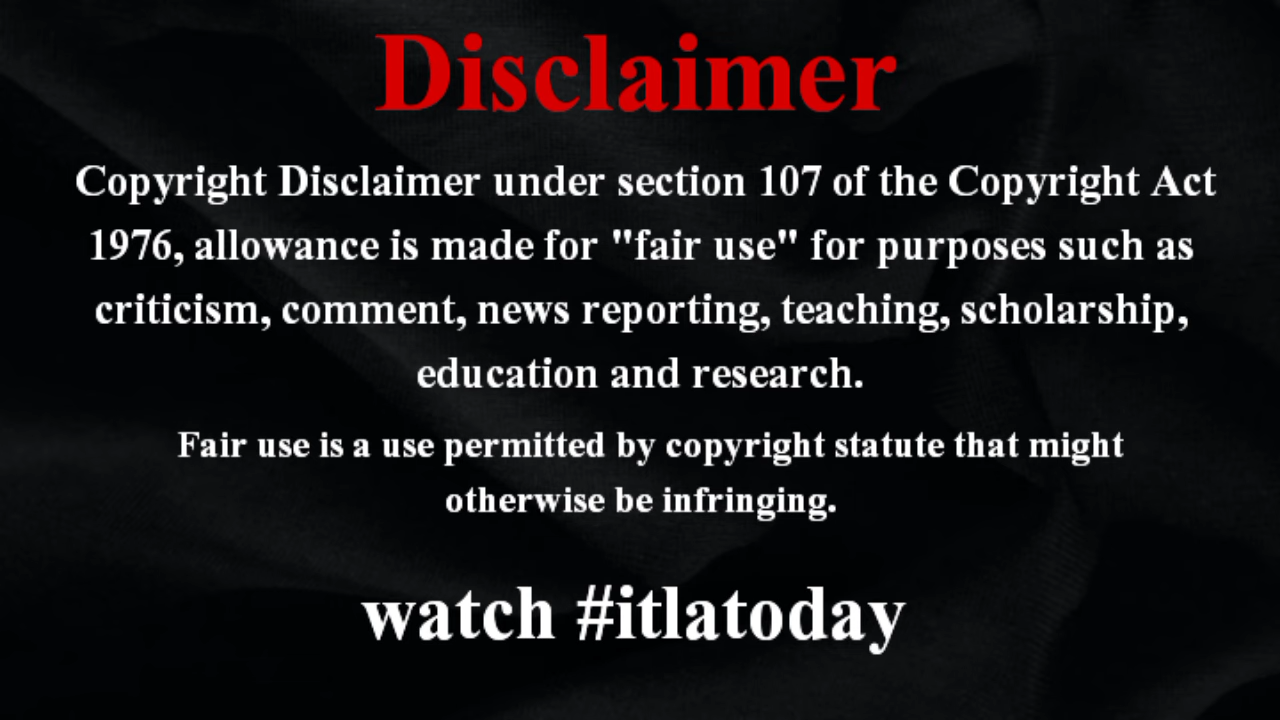 Disclaimer
Copyright Disclaimer under section 107 of the Copyright Act
1976, allowance is made for "fair use" for purposes such as
criticism, comment, news reporting, teaching, scholarship,
education and research.
Fair use is a use permitted by copyright statute that might
otherwise be infringing.
watch #itlatoday